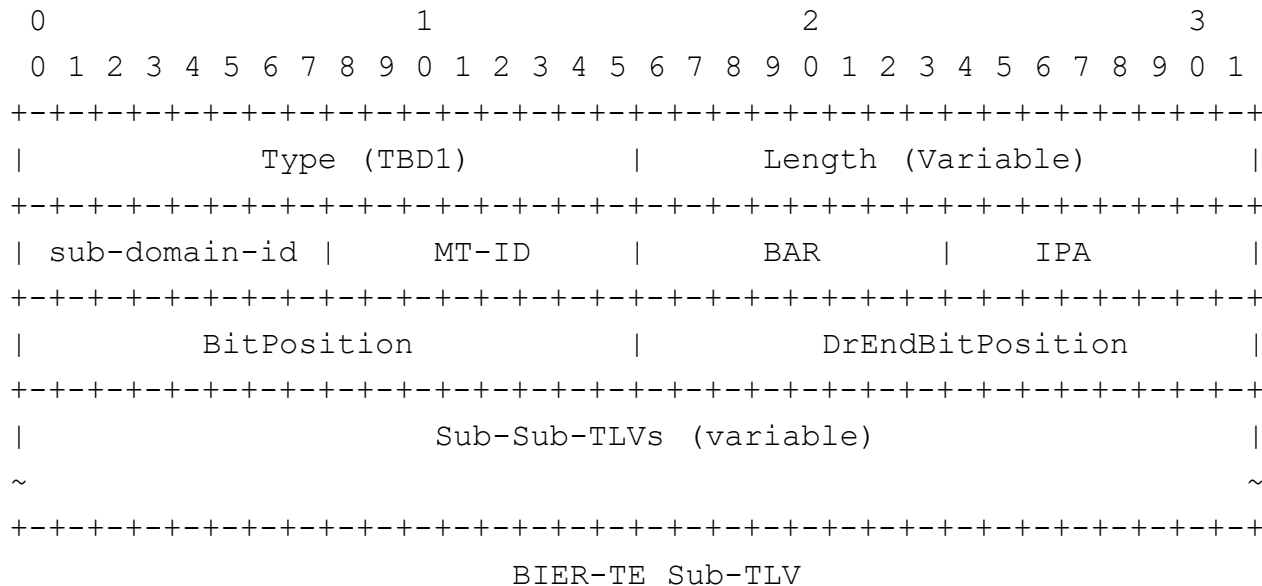 0                   1                   2                   3
 0 1 2 3 4 5 6 7 8 9 0 1 2 3 4 5 6 7 8 9 0 1 2 3 4 5 6 7 8 9 0 1
+-+-+-+-+-+-+-+-+-+-+-+-+-+-+-+-+-+-+-+-+-+-+-+-+-+-+-+-+-+-+-+-+
|            Type (TBD1)        |      Length (Variable)        |
+-+-+-+-+-+-+-+-+-+-+-+-+-+-+-+-+-+-+-+-+-+-+-+-+-+-+-+-+-+-+-+-+
| sub-domain-id |     MT-ID     |      BAR      |    IPA        |
+-+-+-+-+-+-+-+-+-+-+-+-+-+-+-+-+-+-+-+-+-+-+-+-+-+-+-+-+-+-+-+-+
|         BitPosition           |         DrEndBitPosition      |
+-+-+-+-+-+-+-+-+-+-+-+-+-+-+-+-+-+-+-+-+-+-+-+-+-+-+-+-+-+-+-+-+
|                     Sub-Sub-TLVs (variable)                   |
~                                                               ~
+-+-+-+-+-+-+-+-+-+-+-+-+-+-+-+-+-+-+-+-+-+-+-+-+-+-+-+-+-+-+-+-+
                         BIER-TE Sub-TLV